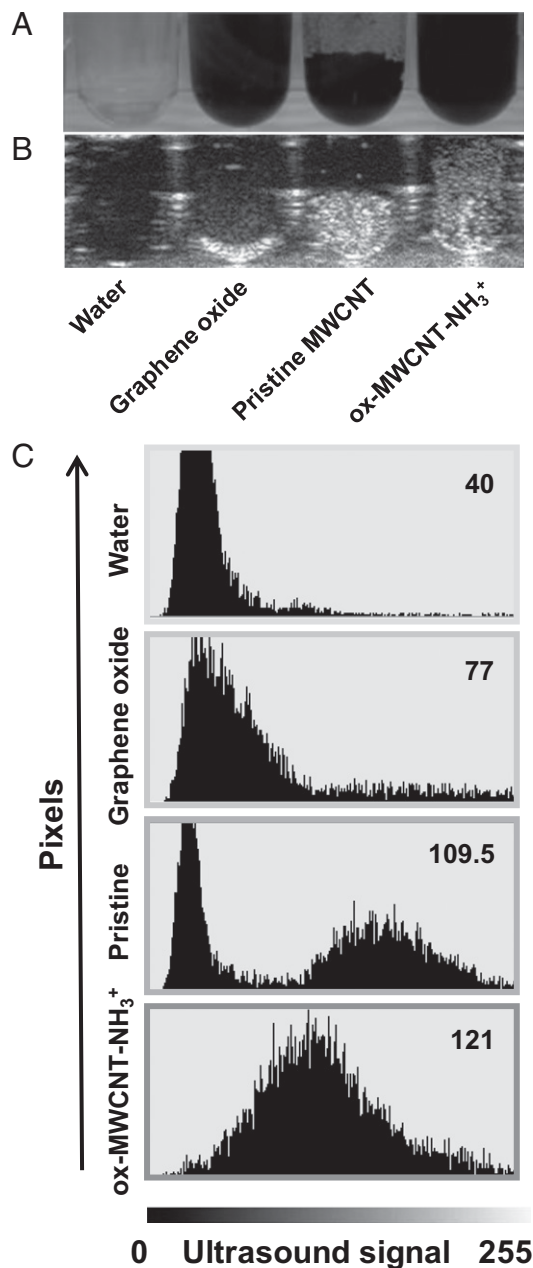 A
B
Water
Graphene oxide
Pristine MWCNT
ox-MWCNT-NH₃⁺
C
Pixels
Water
40
Graphene oxide
77
Pristine
109.5
ox-MWCNT-NH₃⁺
121
0 Ultrasound signal 255